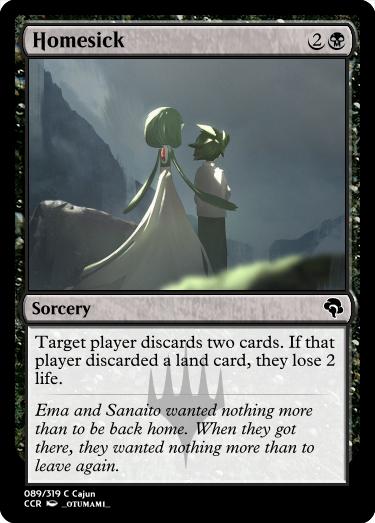 Homesick 2
Sorcery
Target player discards two cards. If that
player discarded a land card, they lose 2
life.
Ema and Sanaito wanted nothing more
than to be back home. When they got
there, they wanted nothing more than to
leave again.
089/319 C Cajun
CCR _OTUMAMI_